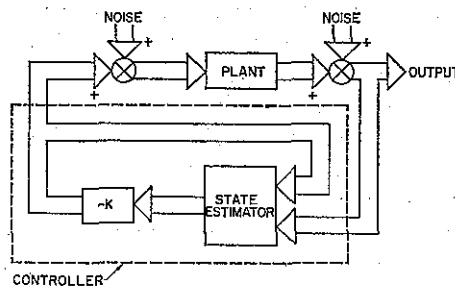 NOISE
NOISE
+
+
PLANT
OUTPUT
+
+
~K
STATE
ESTIMATOR
CONTROLLER